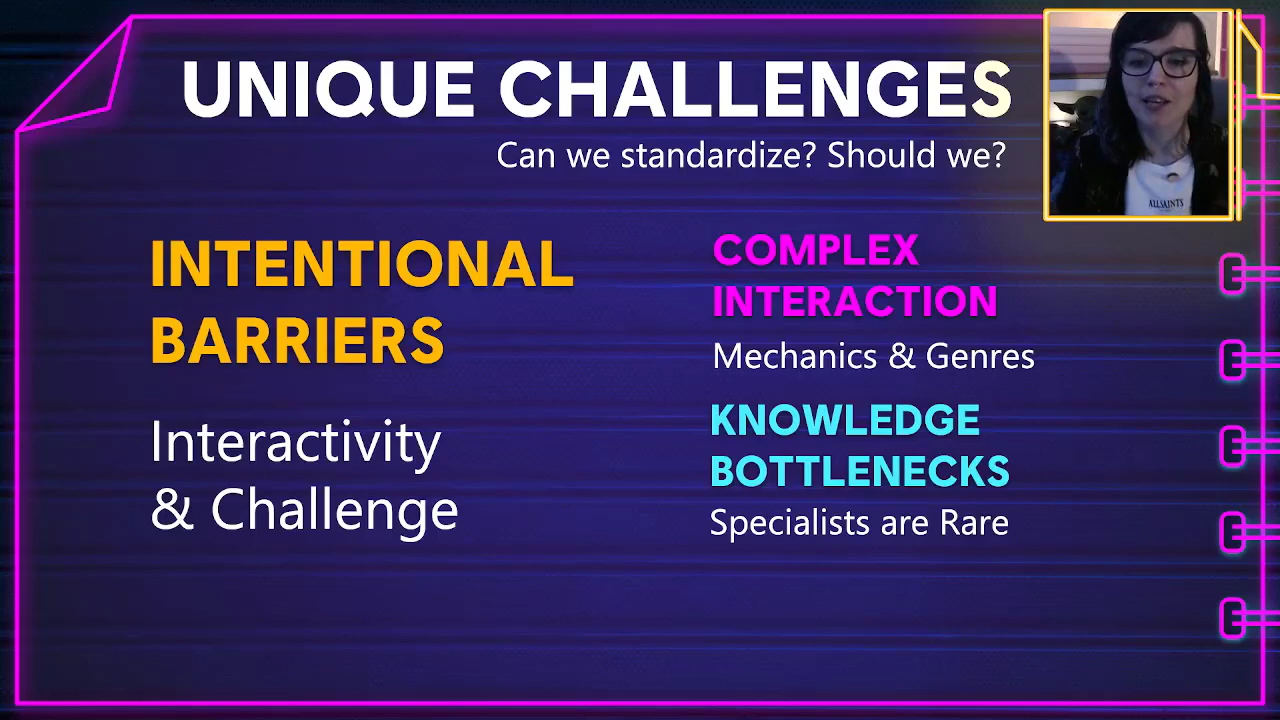 UNIQUE CHALLENGES
Can we standardize? Should we?
INTENTIONAL
BARRIERS
Interactivity
& Challenge
COMPLEX
INTERACTION
Mechanics & Genres
KNOWLEDGE
BOTTLENECKS
Specialists are Rare
ALLSAINTS